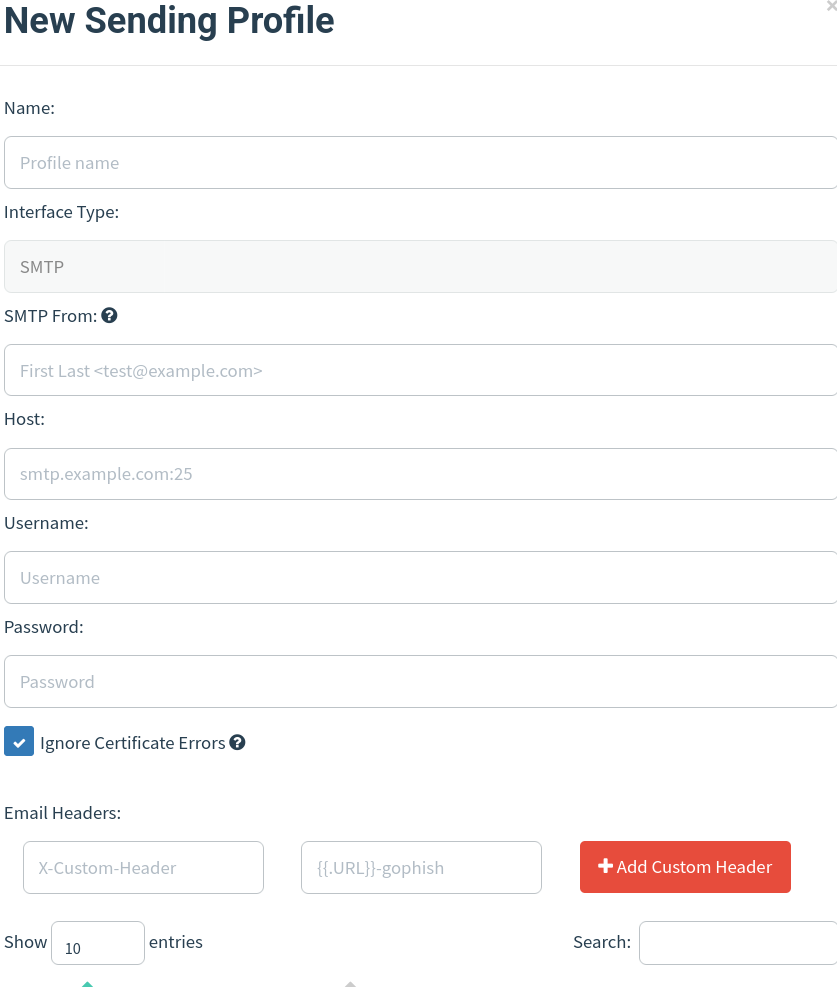 New Sending Profile
×
Name:
Profile name
Interface Type:
SMTP
SMTP From: ?
First Last <test@example.com>
Host:
smtp.example.com:25
Username:
Username
Password:
Password
Ignore Certificate Errors ?
Email Headers:
X-Custom-Header {{.URL}}-gophish + Add Custom Header
Show 10 entries Search: